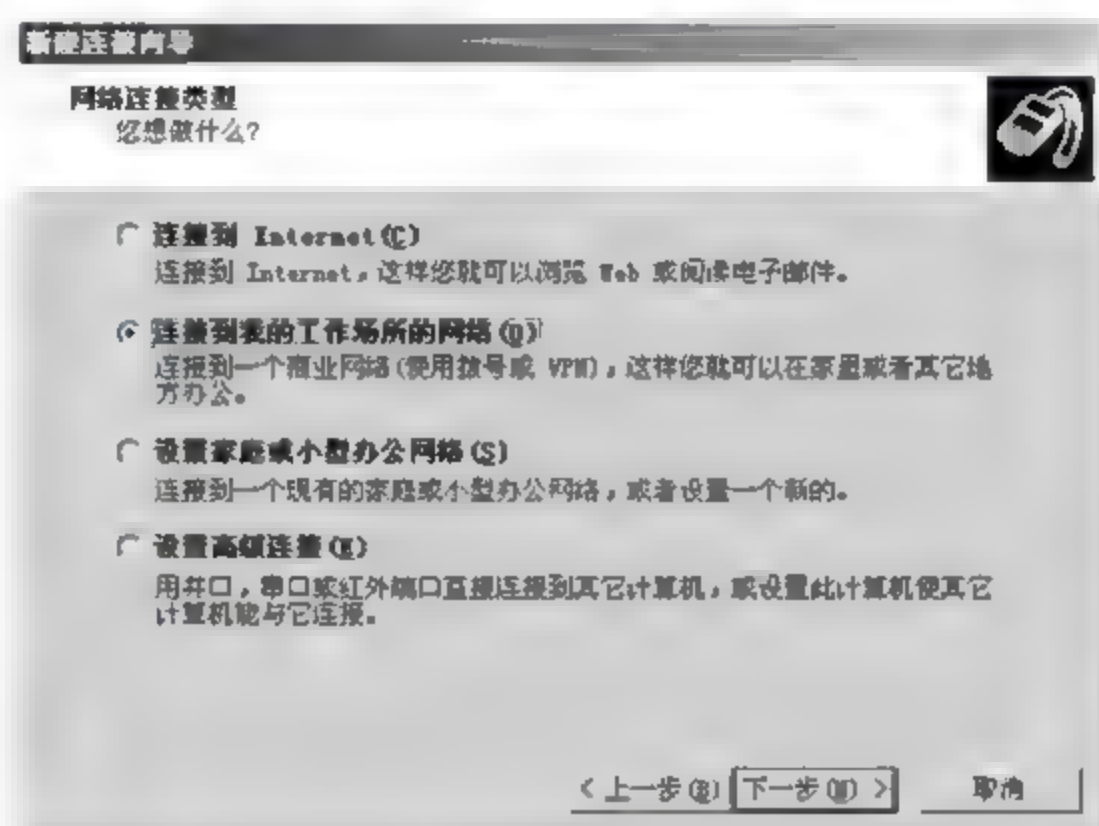 新建连接向导
网络连接类型
您想做什么?
连接到 Internet(C)
连接到 Internet，这样您就可以浏览 Web 或阅读电子邮件。
连接到我的工作场所的网络(O)
连接到一个商业网络(使用拨号或 VPN)，这样您就可以在家里或者其它地
方办公。
设置家庭或小型办公网络(S)
连接到一个现有的家庭或小型办公网络，或者设置一个新的。
设置高级连接(E)
用并口，串口或红外端口直接连接到其它计算机，或设置此计算机使其它
计算机能与它连接。
< 上一步(B) 下一步(N) > 取消